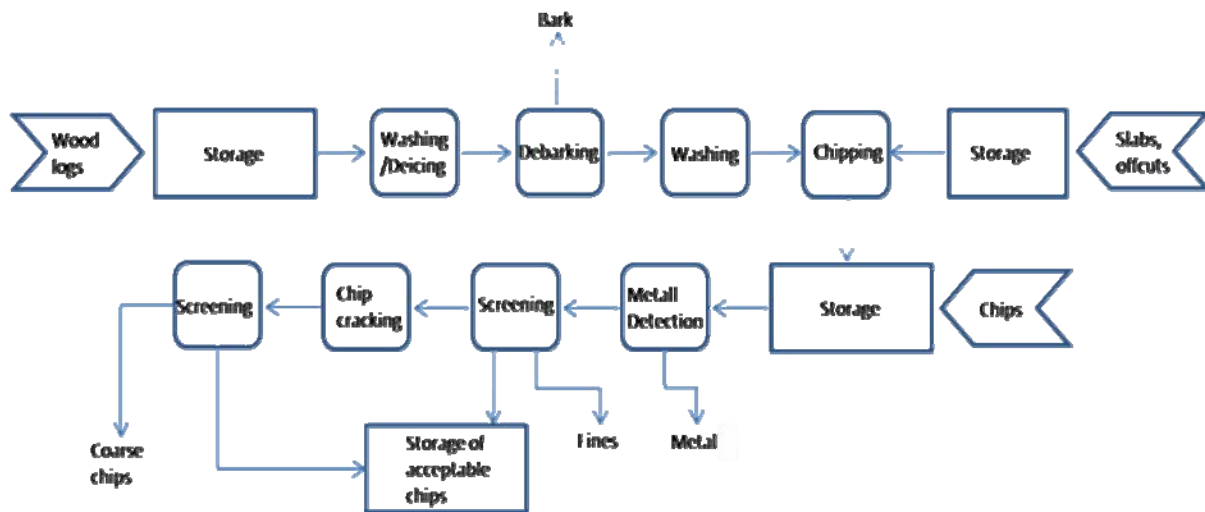 Bark
Wood
logs
Storage
Washing
/Deicing
Debarking
Washing
Chipping
Storage
Slabs,
offcuts
Screening
Chip
cracking
Screening
Metall
Detection
Storage
Chips
Coarse
chips
Storage of
acceptable
chips
Fines
Metal